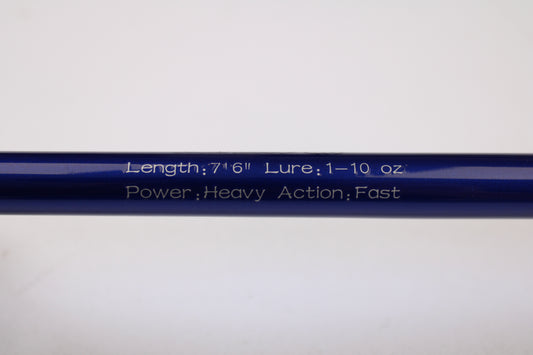 Length:7'6" Lure:1-10 oz
Power:Heavy Action:Fast